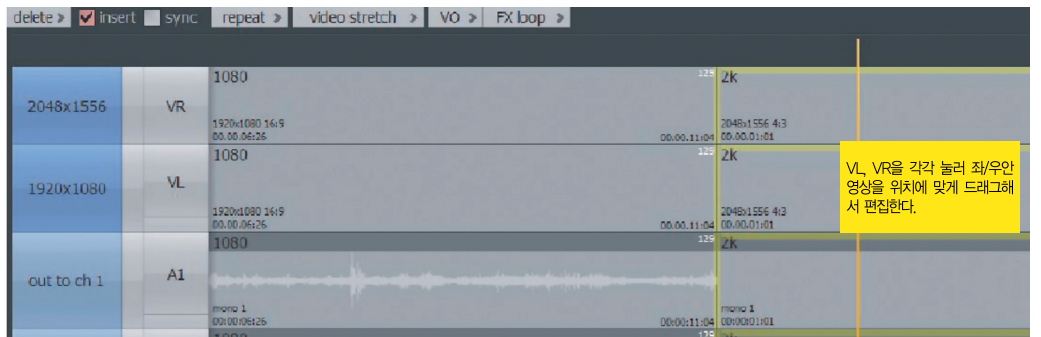 delete > insert sync repeat > video stretch > VO > FX loop >
1080 129 2k
2048x1556 VR
1920x1080 16:9 2048x1556 4:3
00.00.06:26 00.00.11:04 00.00.01:01
1080 129 2k
VL, VR을 각각 눌러 좌/우안
영상을 위치에 맞게 드래그해
서 편집한다.
1920x1080 VL
1920x1080 16:9 2048x1556 4:3
00.00.06:26 00.00.11:04 00.00.01:01
1080 129 2k
out to ch 1 A1
mono 1 mono 1
00:00:06:26 00:00:11:04 00:00:01:01